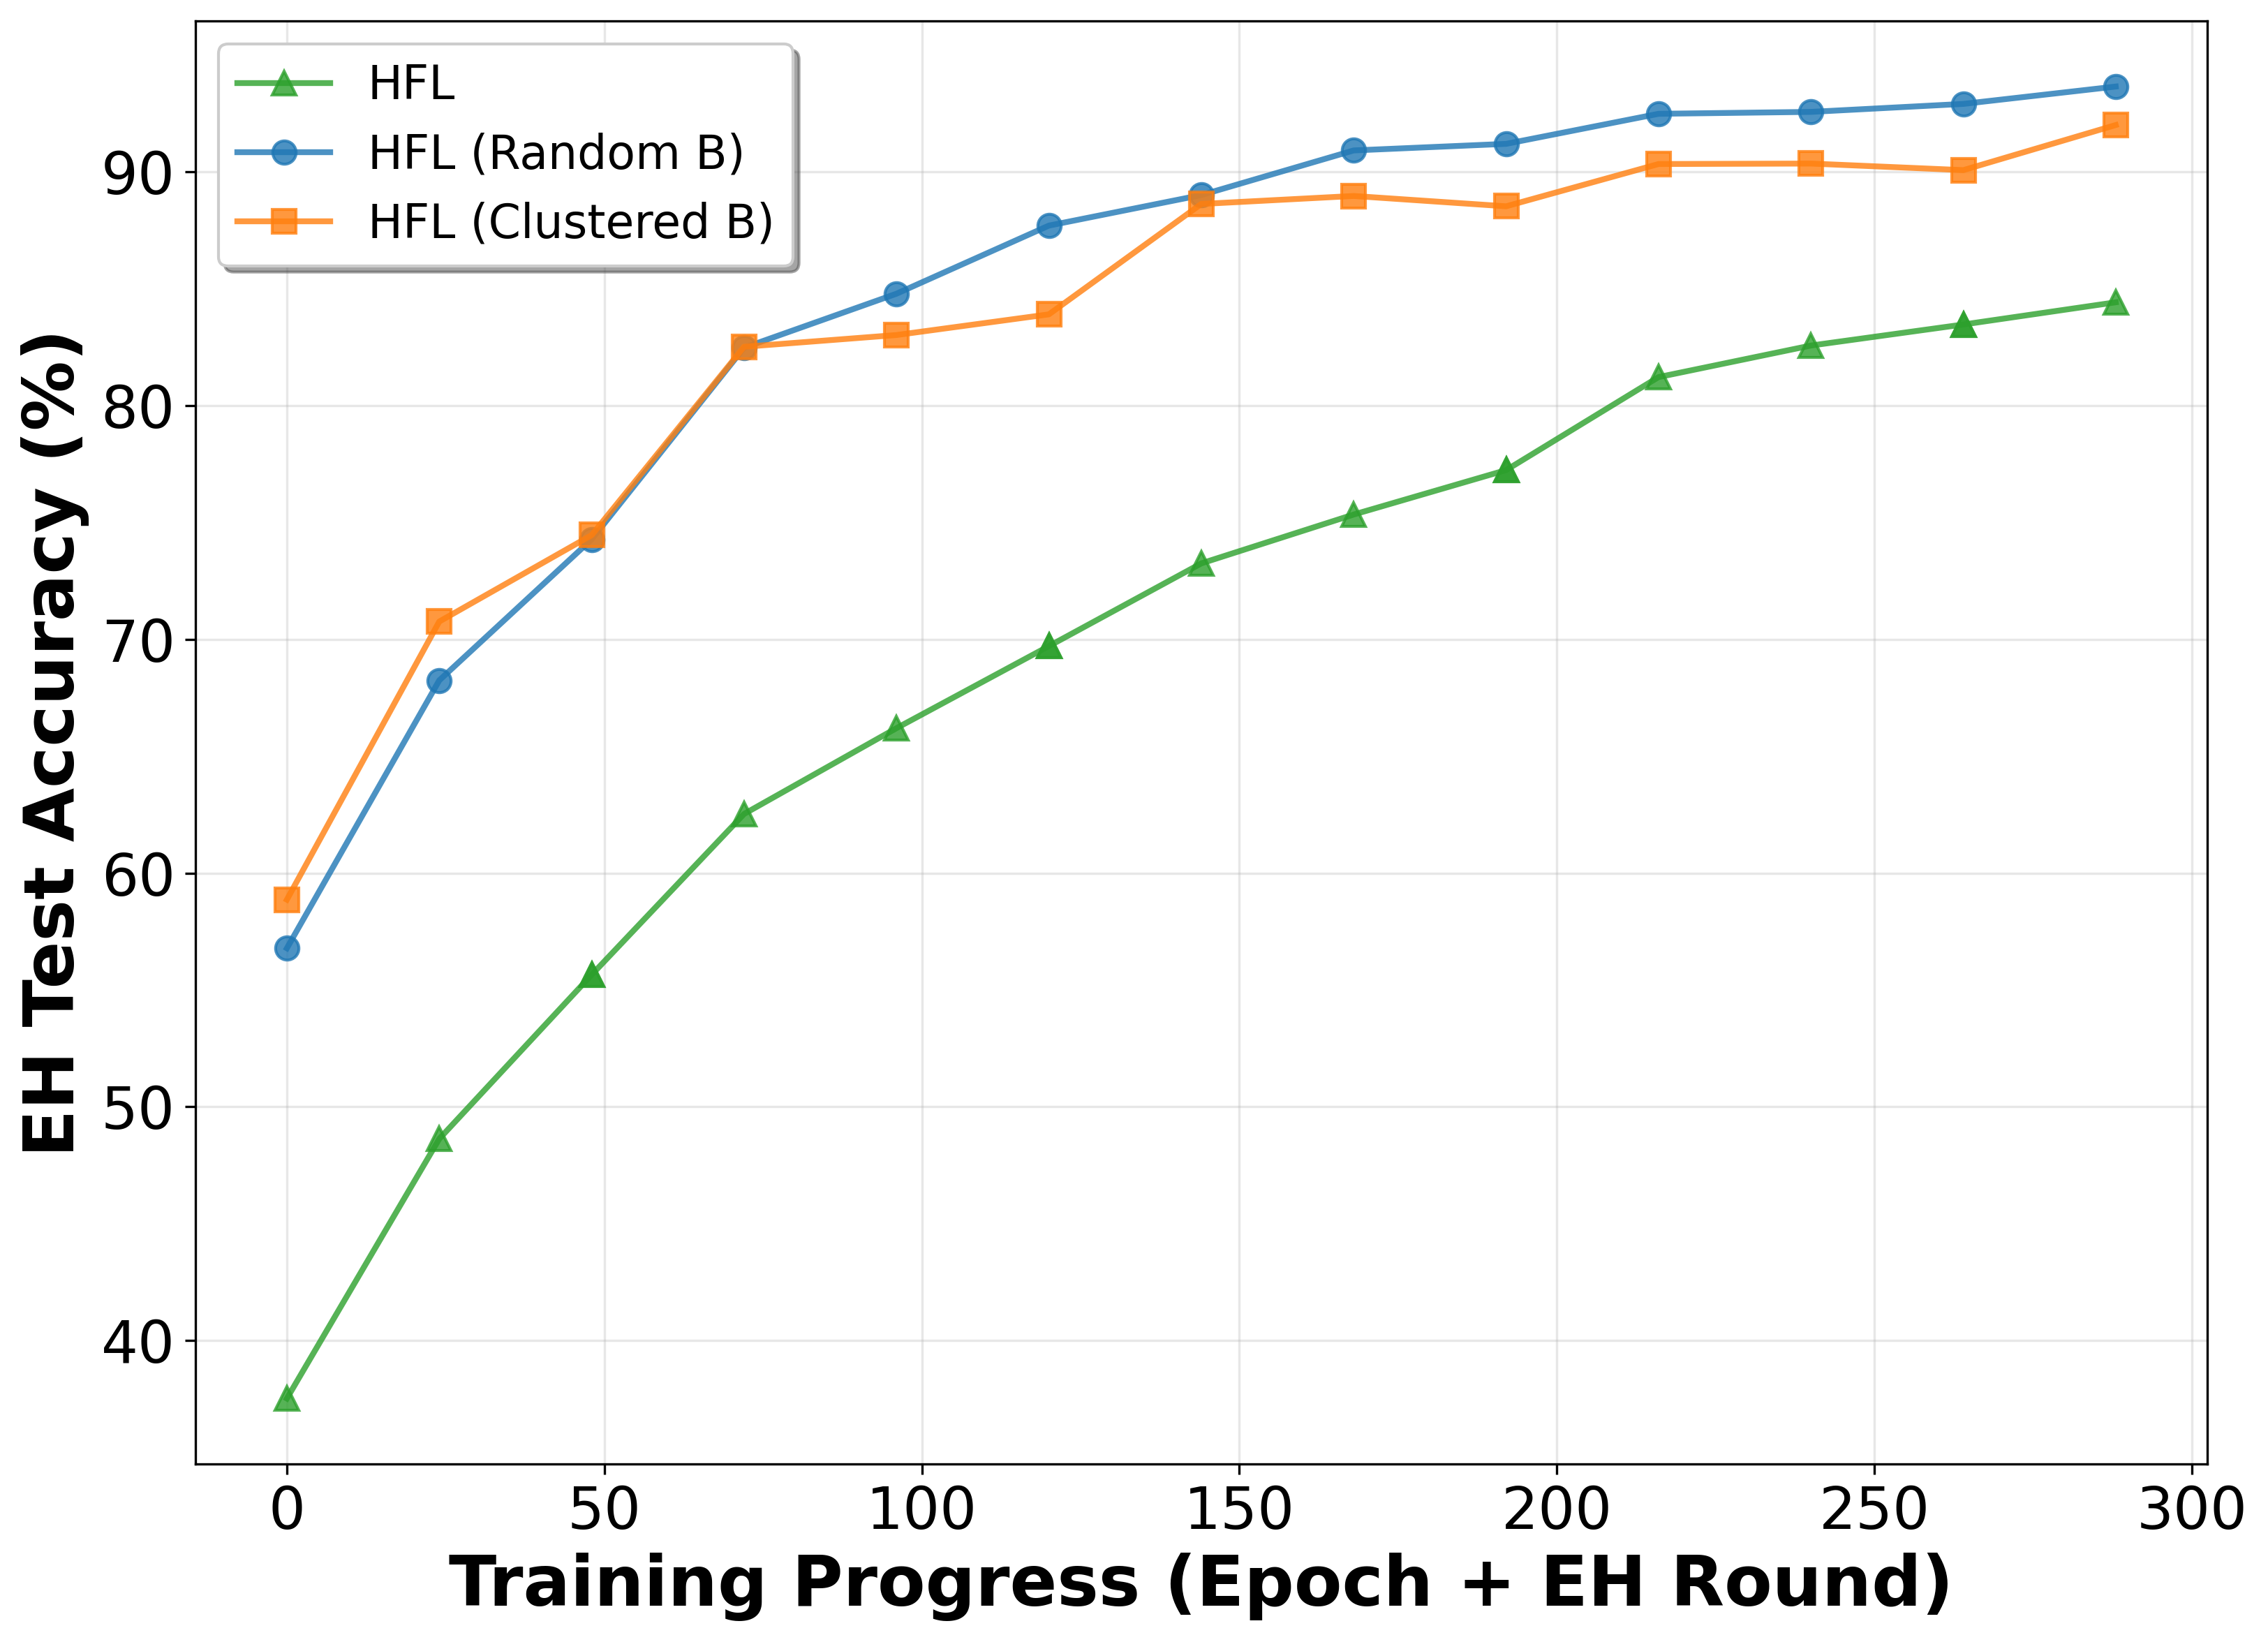 HFL
HFL (Random B)
HFL (Clustered B)
EH Test Accuracy (%)
90
80
70
60
50
40
0 50 100 150 200 250 300
Training Progress (Epoch + EH Round)